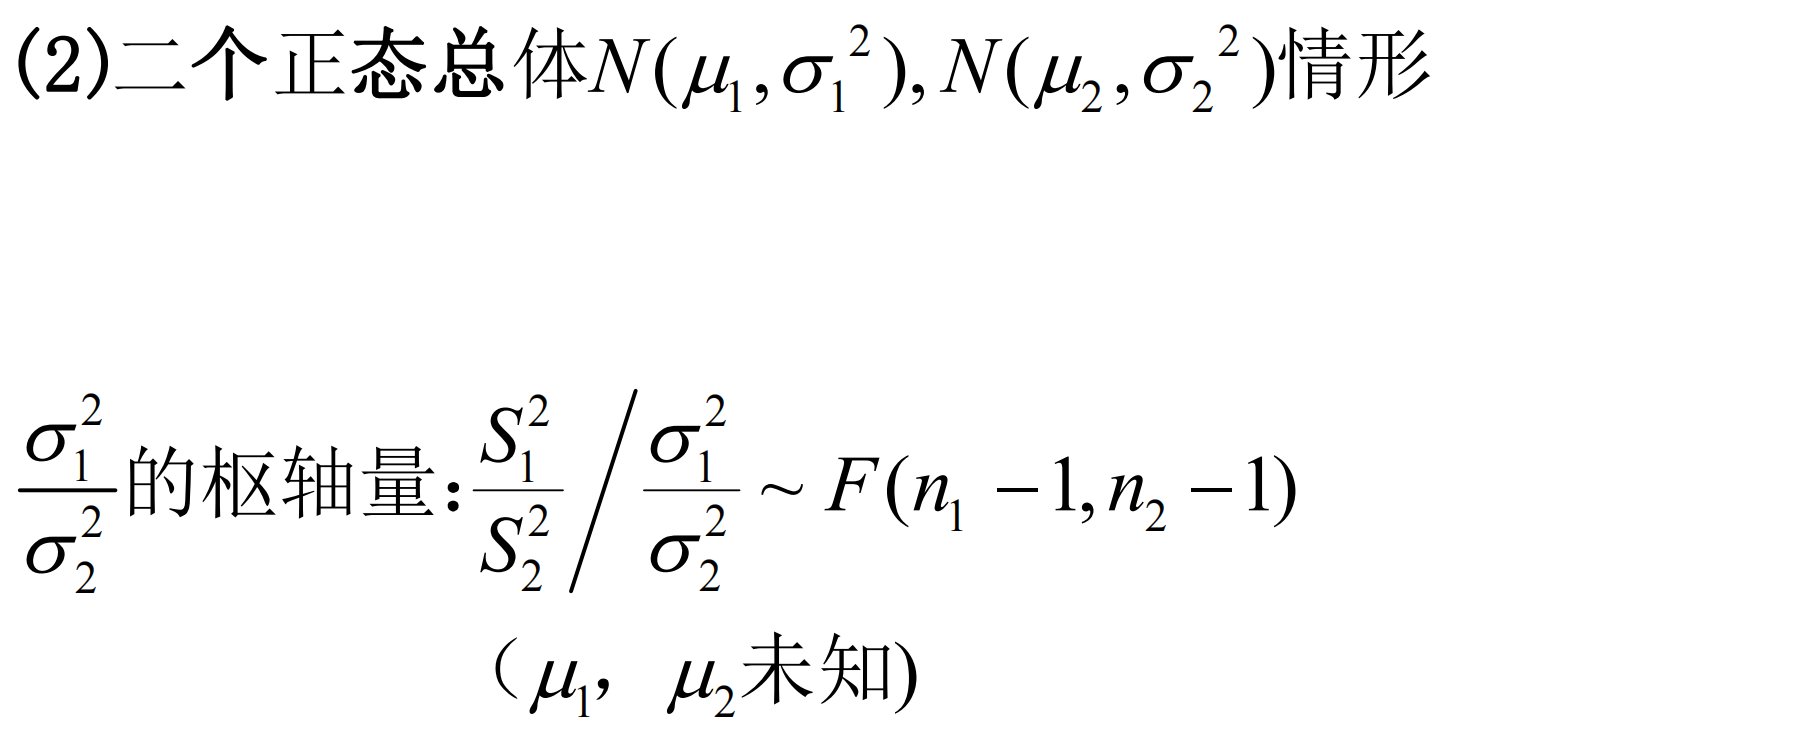 (2)二个正态总体N(μ₁,σ₁²),N(μ₂,σ₂²)情形
σ₁²/σ₂²的枢轴量:S₁²/S₂² / σ₁²/σ₂² ~ F(n₁−1,n₂−1)
（μ₁，μ₂未知)